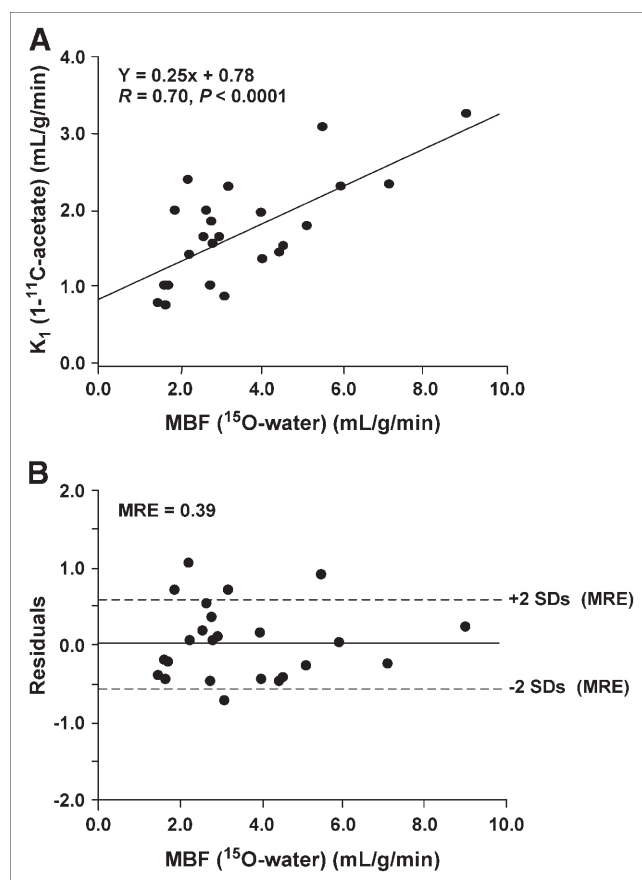 A
Y = 0.25x + 0.78
R = 0.70, P < 0.0001
K₁ (1-¹¹C-acetate) (mL/g/min)
4.0
3.0
2.0
1.0
0.0
0.0 2.0 4.0 6.0 8.0 10.0
MBF (¹⁵O-water) (mL/g/min)
B
MRE = 0.39
Residuals
2.0
1.0
0.0
-1.0
-2.0
+2 SDs (MRE)
-2 SDs (MRE)
0.0 2.0 4.0 6.0 8.0 10.0
MBF (¹⁵O-water) (mL/g/min)